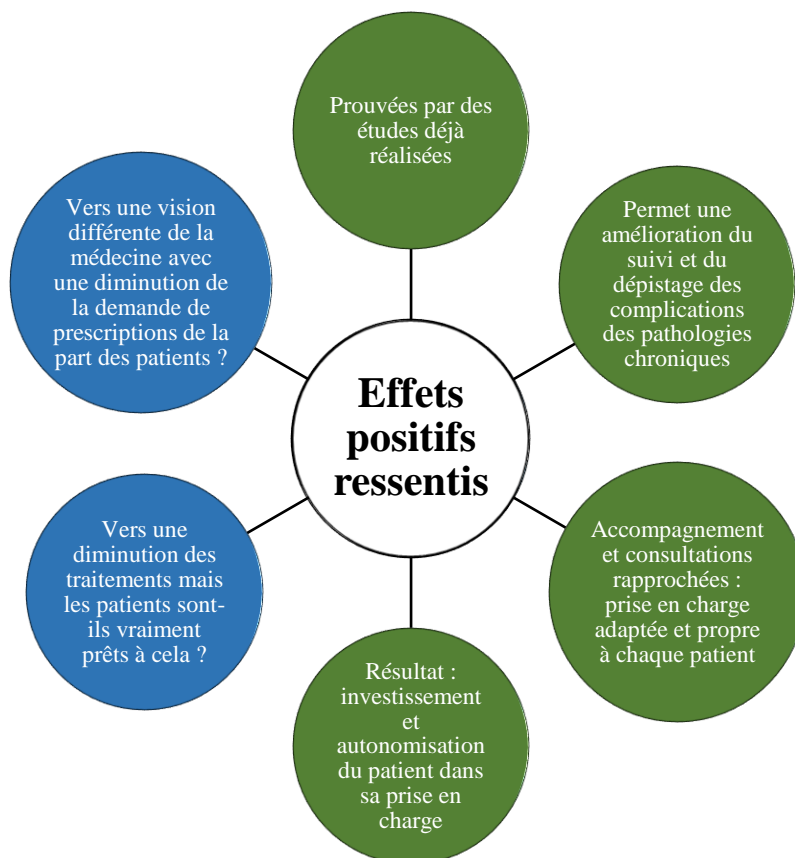 Prouvées par des
études déjà
réalisées
Permet une
amélioration du
suivi et du
dépistage des
complications
des pathologies
chroniques
Accompagnement
et consultations
rapprochées :
prise en charge
adaptée et propre
à chaque patient
Résultat :
investissement
et
autonomisation
du patient dans
sa prise en
charge
Vers une
diminution des
traitements mais
les patients sont-
ils vraiment
prêts à cela ?
Vers une vision
différente de la
médecine avec
une diminution de
la demande de
prescriptions de la
part des patients ?
Effets
positifs
ressentis